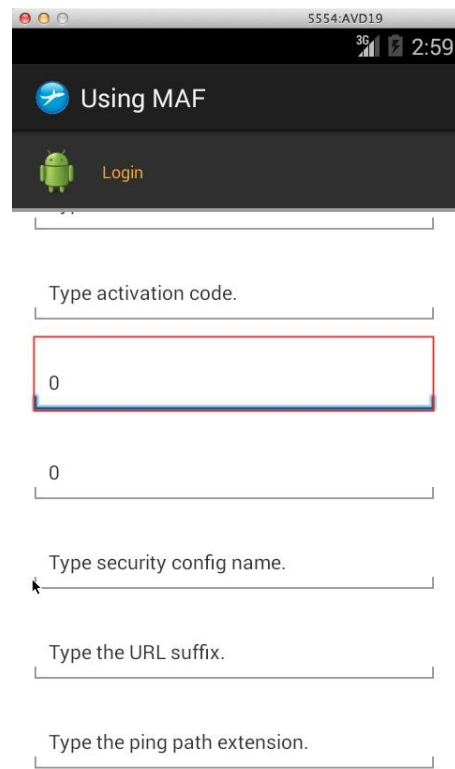 5554:AVD19
3G 2:59
Using MAF
Login
Type activation code.
0
0
Type security config name.
Type the URL suffix.
Type the ping path extension.